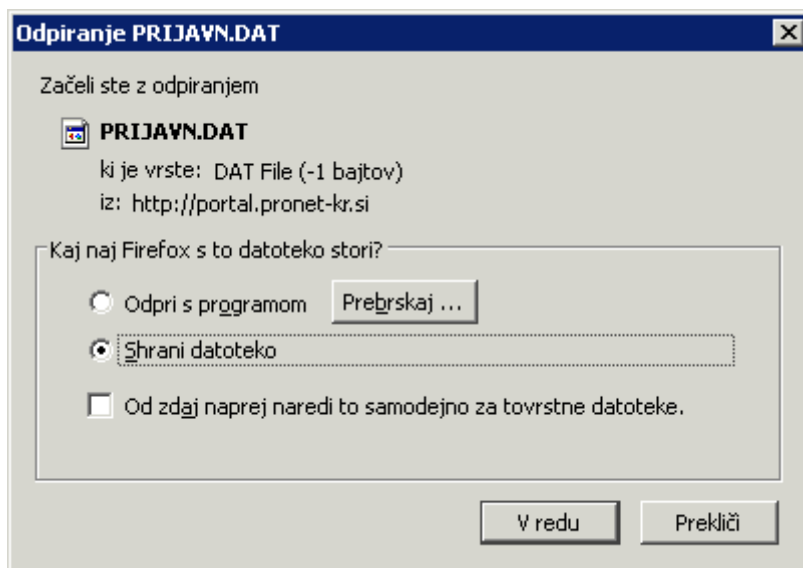 Odpiranje PRIJAVN.DAT
Začeli ste z odpiranjem
PRIJAVN.DAT
ki je vrste: DAT File (-1 bajtov)
iz: http://portal.pronet-kr.si
Kaj naj Firefox s to datoteko stori?
Odpri s programom Prebrskaj ...
Shrani datoteko
Od zdaj naprej naredi to samodejno za tovrstne datoteke.
V redu Prekliči